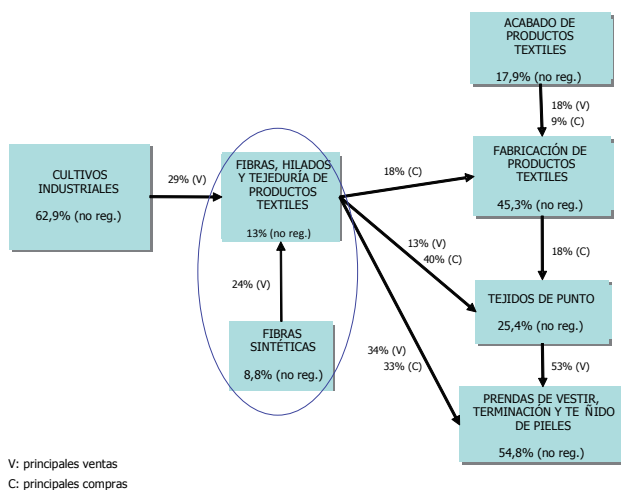 ACABADO DE
PRODUCTOS
TEXTILES
17,9% (no reg.)
18% (V)
9% (C)
CULTIVOS
INDUSTRIALES
62,9% (no reg.)
29% (V)
FIBRAS, HILADOS
Y TEJEDURÍA DE
PRODUCTOS
TEXTILES
13% (no reg.)
18% (C)
FABRICACIÓN DE
PRODUCTOS
TEXTILES
45,3% (no reg.)
13% (V)
40% (C)
18% (C)
24% (V)
TEJIDOS DE PUNTO
25,4% (no reg.)
FIBRAS
SINTÉTICAS
8,8% (no reg.)
34% (V)
33% (C)
53% (V)
PRENDAS DE VESTIR,
TERMINACIÓN Y TE ÑIDO
DE PIELES
54,8% (no reg.)
V: principales ventas
C: principales compras